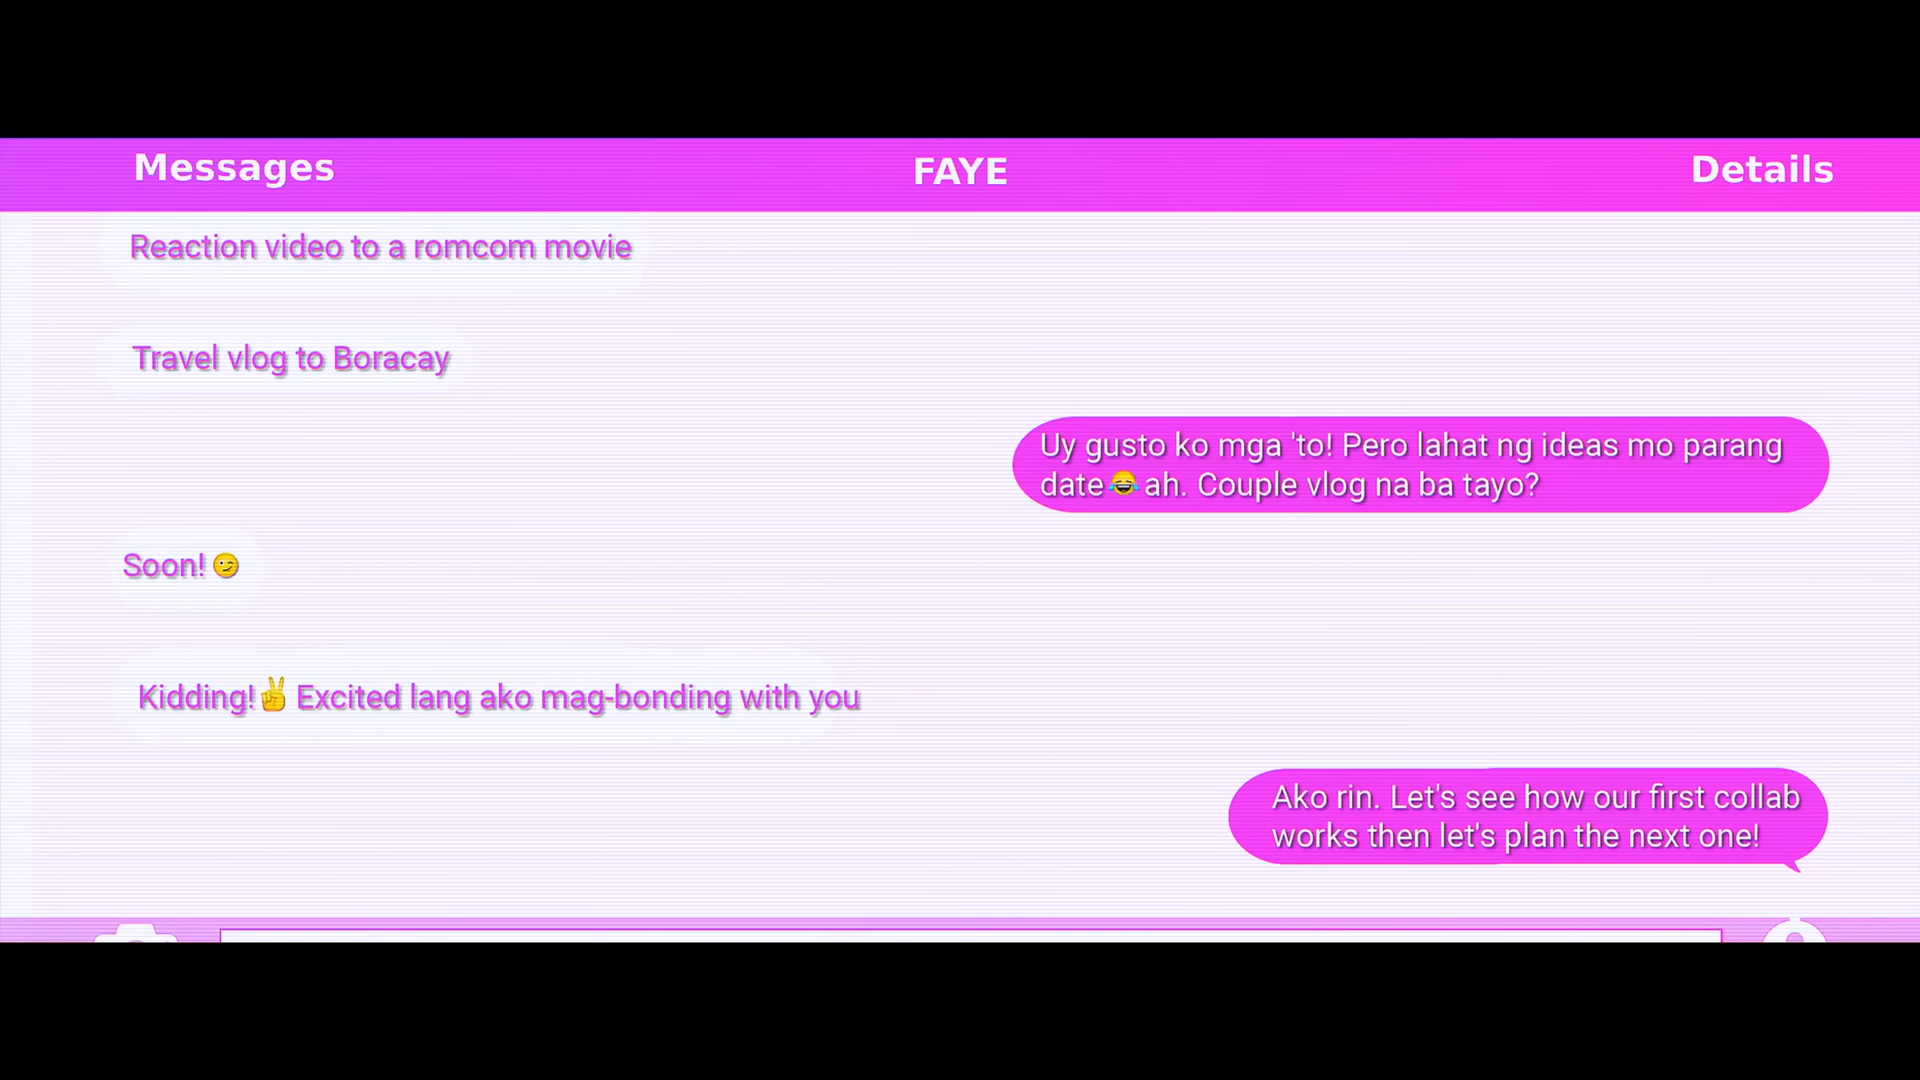 Messages
FAYE
Details
Reaction video to a romcom movie
Travel vlog to Boracay
Uy gusto ko mga 'to! Pero lahat ng ideas mo parang
date😂ah. Couple vlog na ba tayo?
Soon!😏
Kidding!✌️Excited lang ako mag-bonding with you
Ako rin. Let's see how our first collab
works then let's plan the next one!